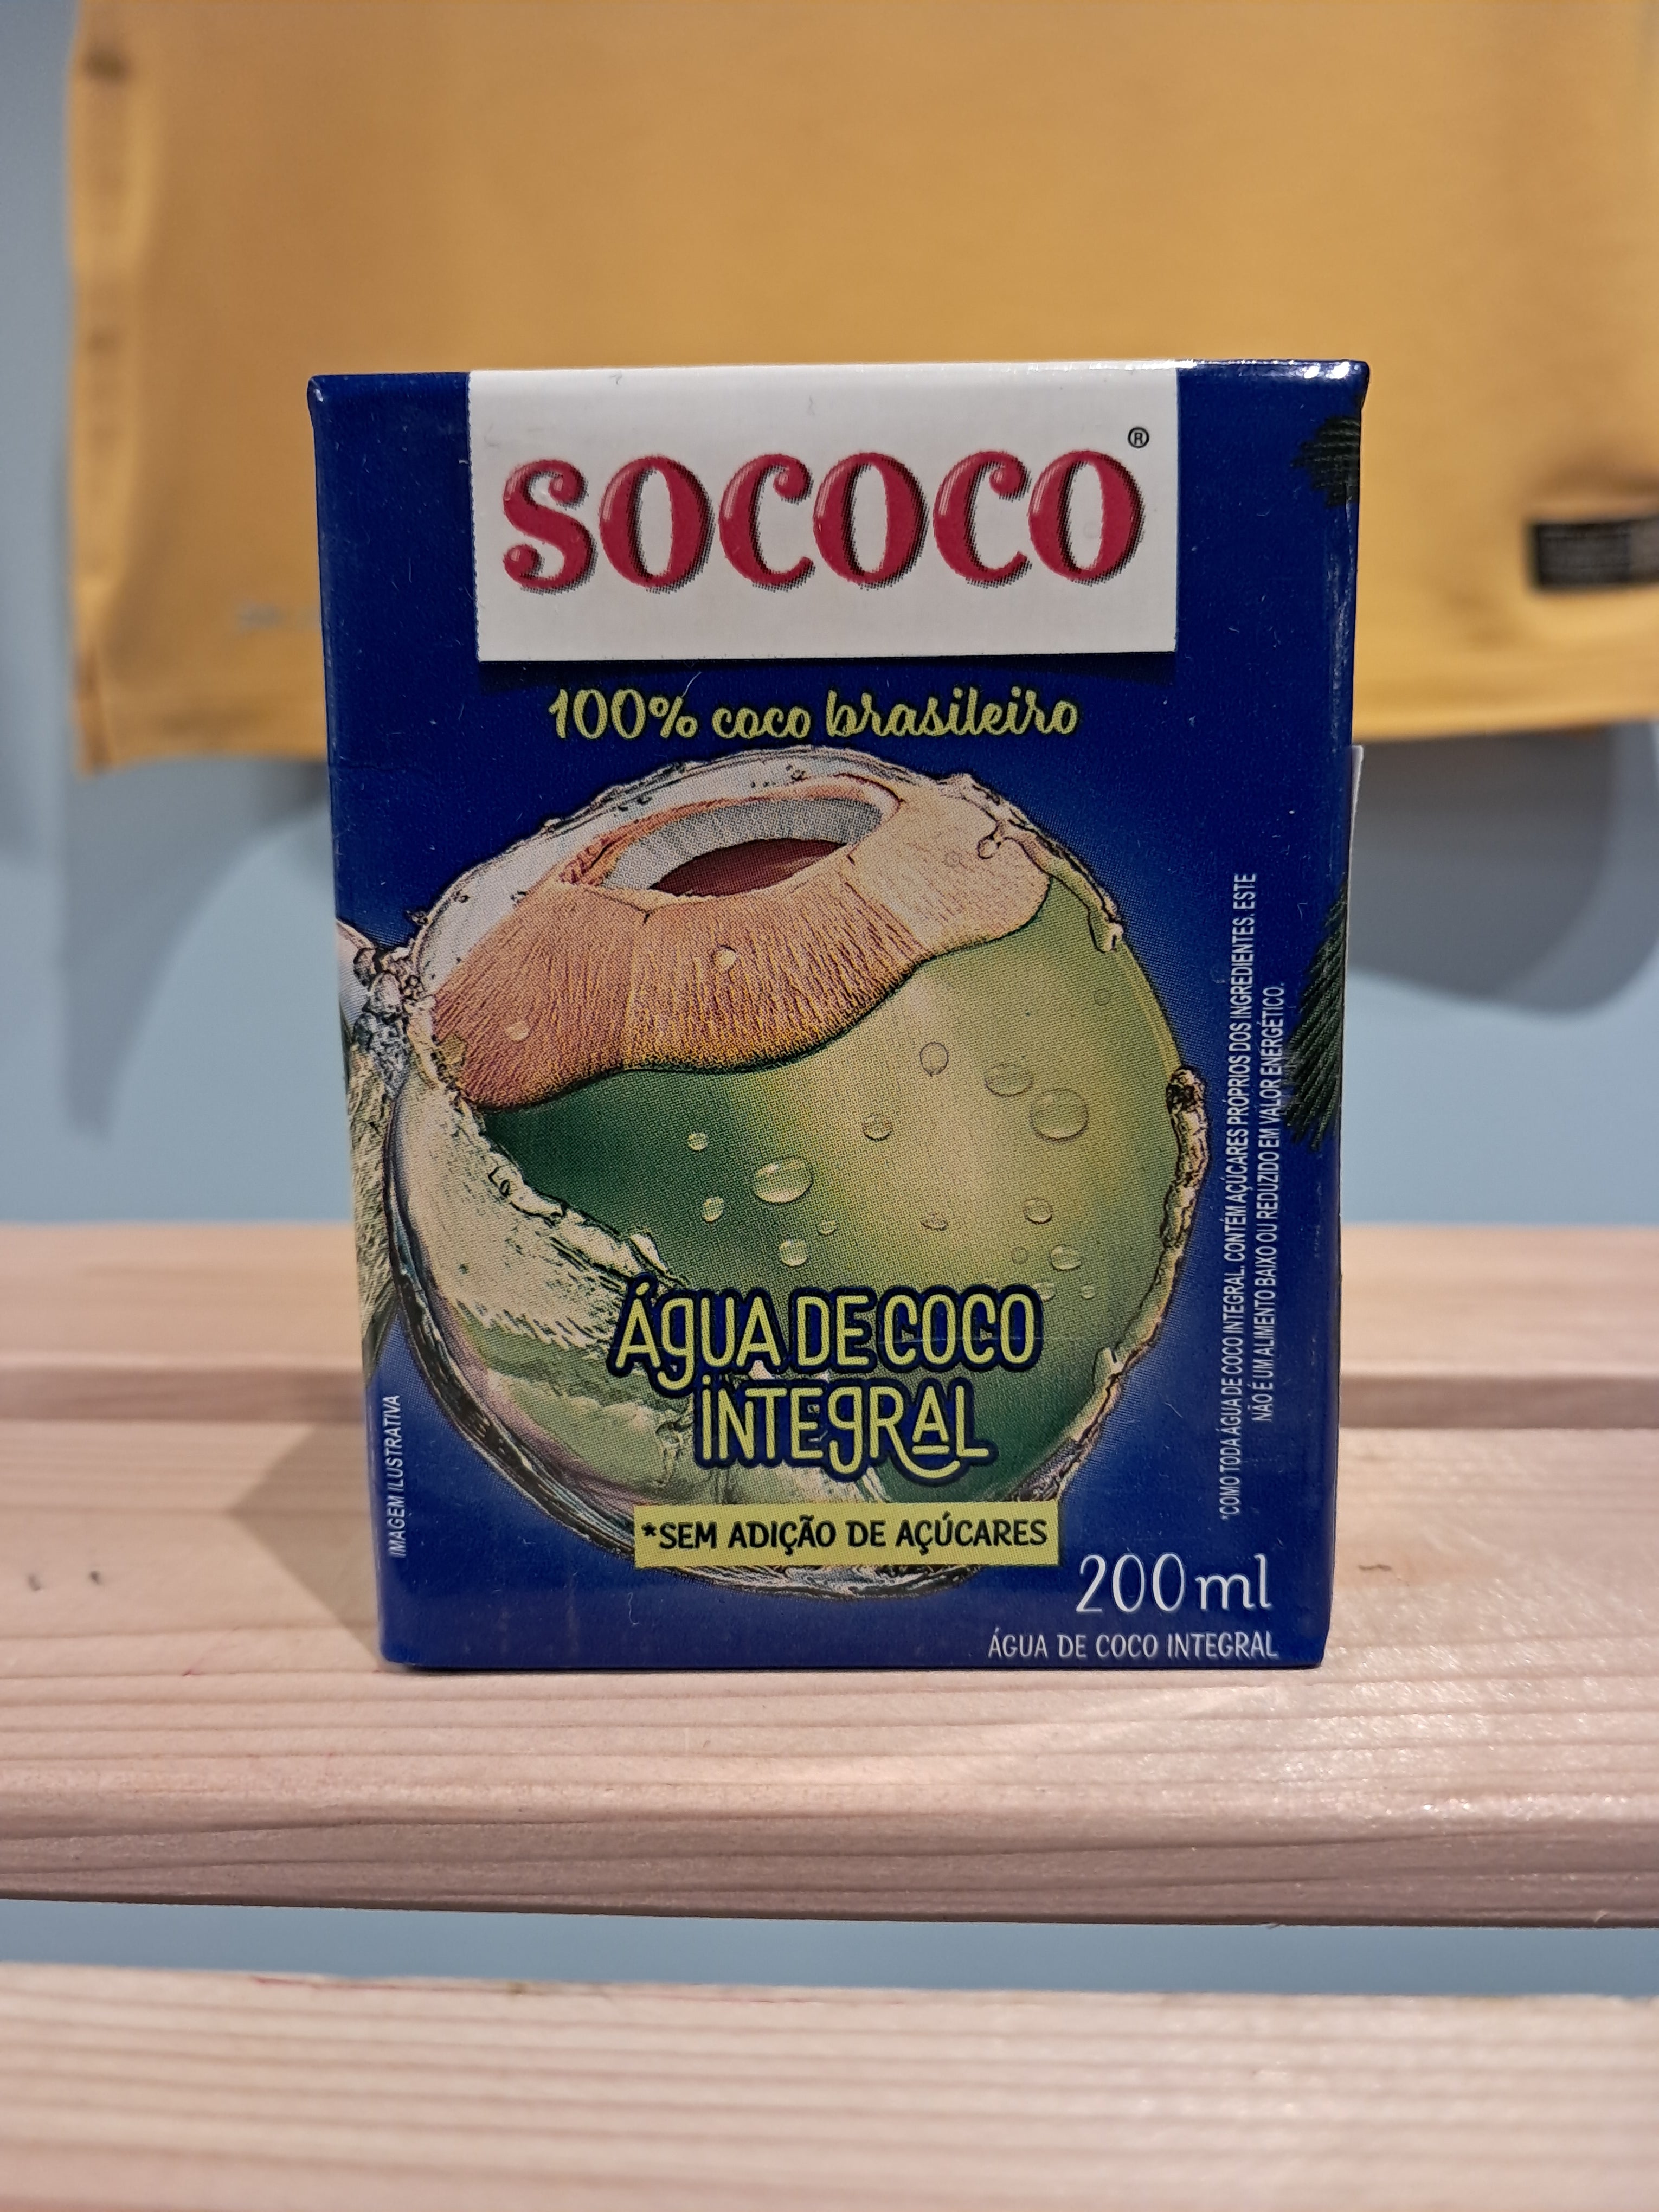 SOCOCO®
100% coco brasileiro
ÁGUA DE COCO
INTEGRAL
*SEM ADIÇÃO DE AÇÚCARES
200 ml
ÁGUA DE COCO INTEGRAL
IMAGEM ILUSTRATIVA
*COMO TODA ÁGUA DE COCO INTEGRAL. CONTÉM AÇÚCARES PRÓPRIOS DOS INGREDIENTES. ESTE
NÃO É UM ALIMENTO BAIXO OU REDUZIDO EM VALOR ENERGÉTICO.